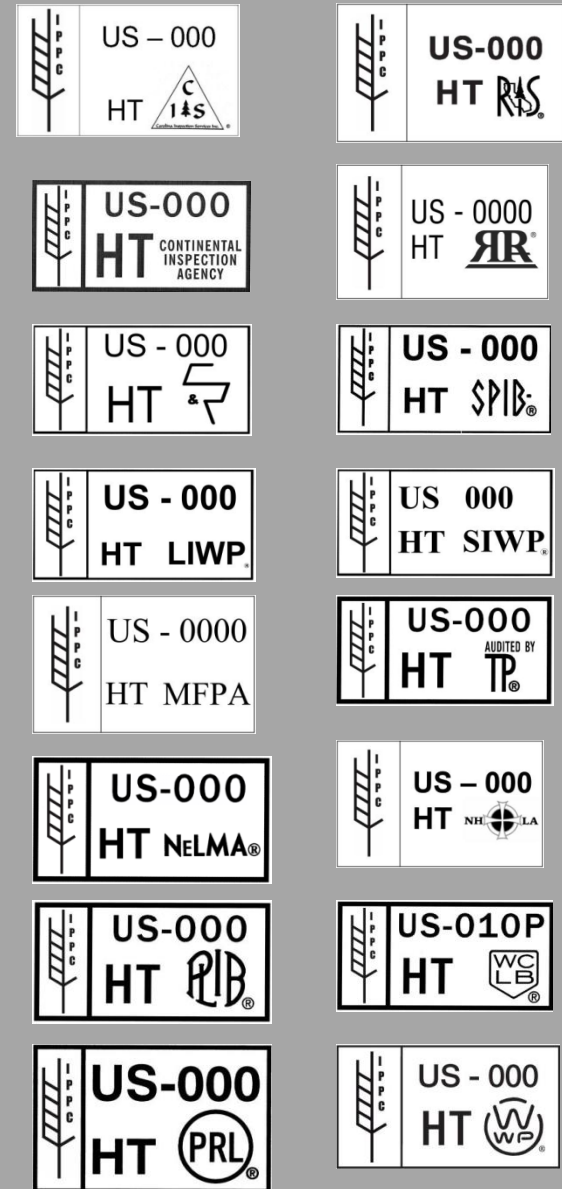 IPPC
US – 000
HT
C
I & S
Carolina Inspection Services Inc. ®
IPPC
US-000
HT RIS®
IPPC
US-000
HT CONTINENTAL
INSPECTION
AGENCY
IPPC
US - 0000
HT RR®
IPPC
US - 000
HT &
IPPC
US - 000
HT SPIB®
IPPC
US - 000
HT LIWP®
IPPC
US 000
HT SIWP®
IPPC
US - 0000
HT MFPA
IPPC
US-000
AUDITED BY
HT TP®
IPPC
US-000
HT NELMA®
IPPC
US – 000
HT NH LA
IPPC
US-000
HT PLIB®
IPPC
US-010P
HT WC
LB®
IPPC
US-000
HT PRL®
IPPC
US - 000
HT WWP®